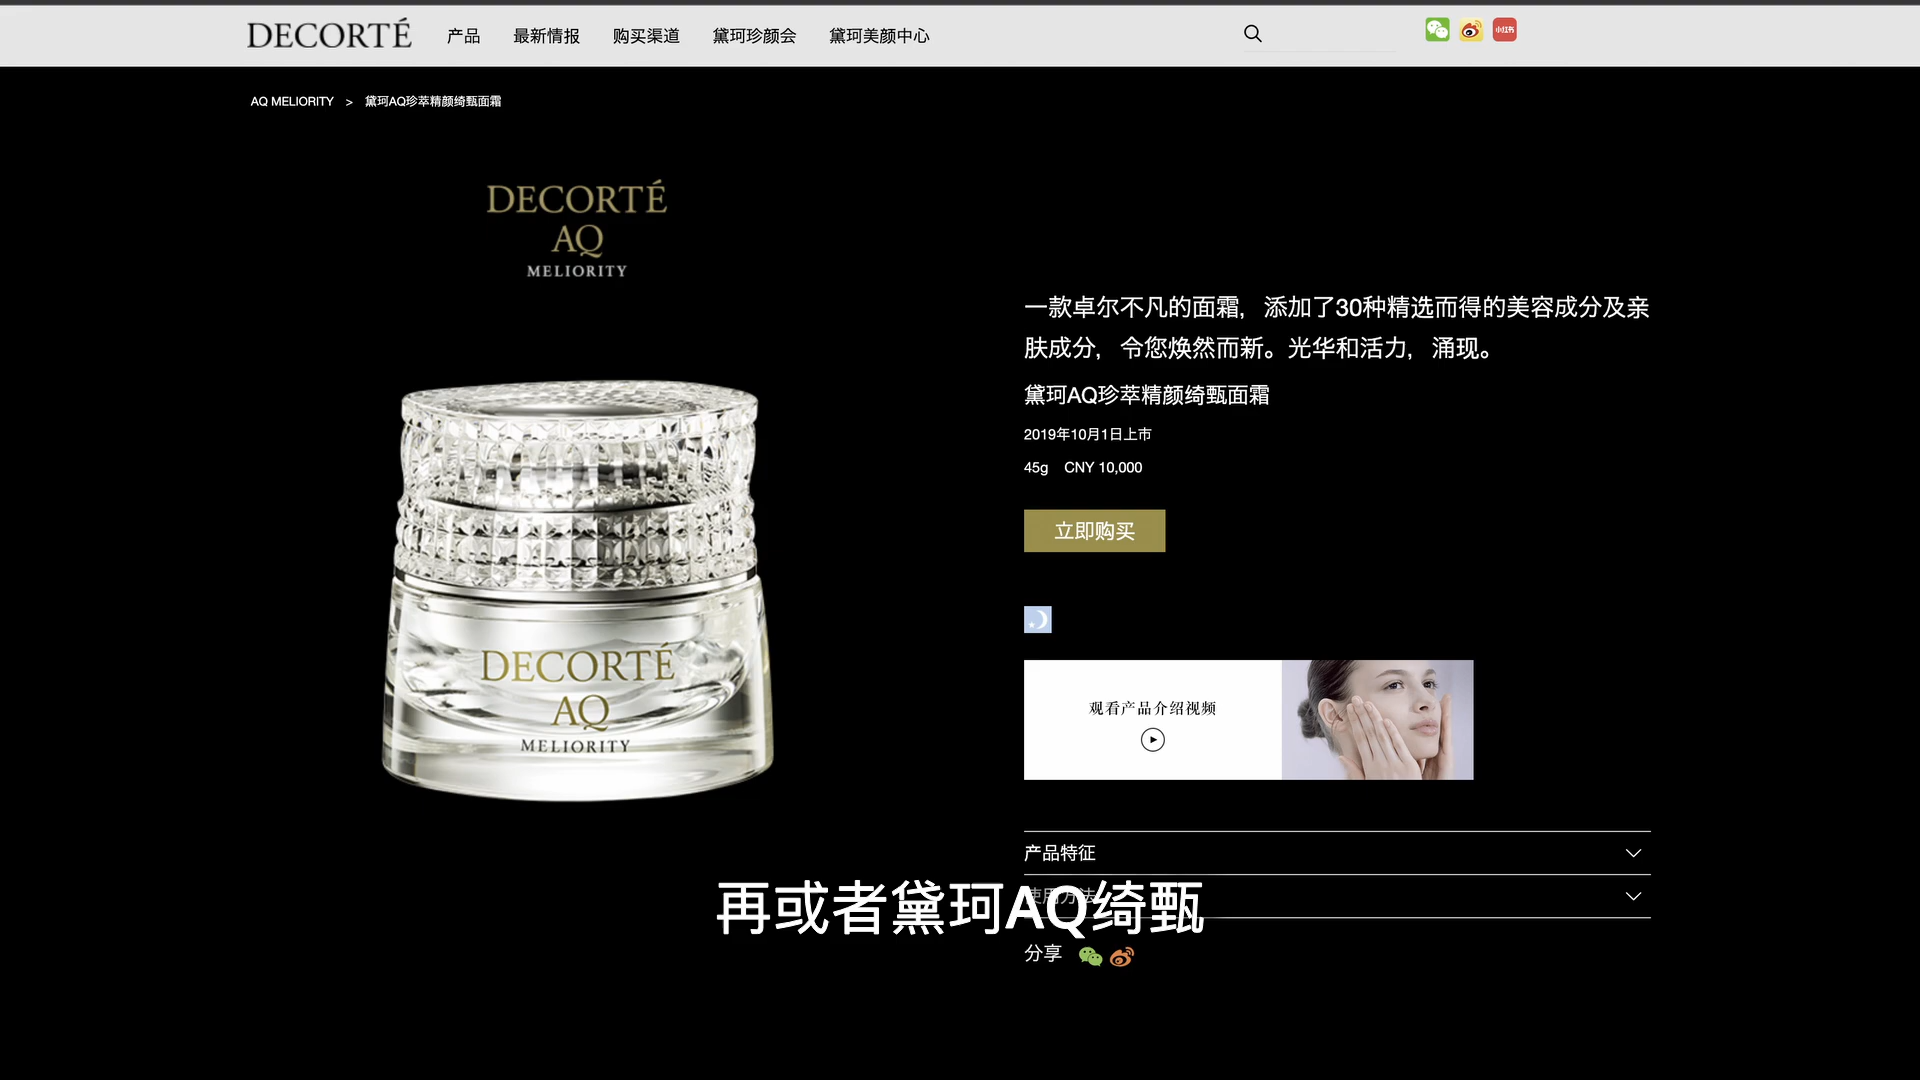 DECORTÉ 产品 最新情报 购买渠道 黛珂珍颜会 黛珂美颜中心 小红书
AQ MELIORITY > 黛珂AQ珍萃精颜绮甄面霜
DECORTÉ
AQ
MELIORITY
一款卓尔不凡的面霜，添加了30种精选而得的美容成分及亲
肤成分，令您焕然而新。光华和活力，涌现。
黛珂AQ珍萃精颜绮甄面霜
2019年10月1日上市
45g CNY 10,000
立即购买
DECORTÉ
AQ
MELIORITY
观看产品介绍视频
产品特征
使用方法
再或者黛珂AQ绮甄
分享